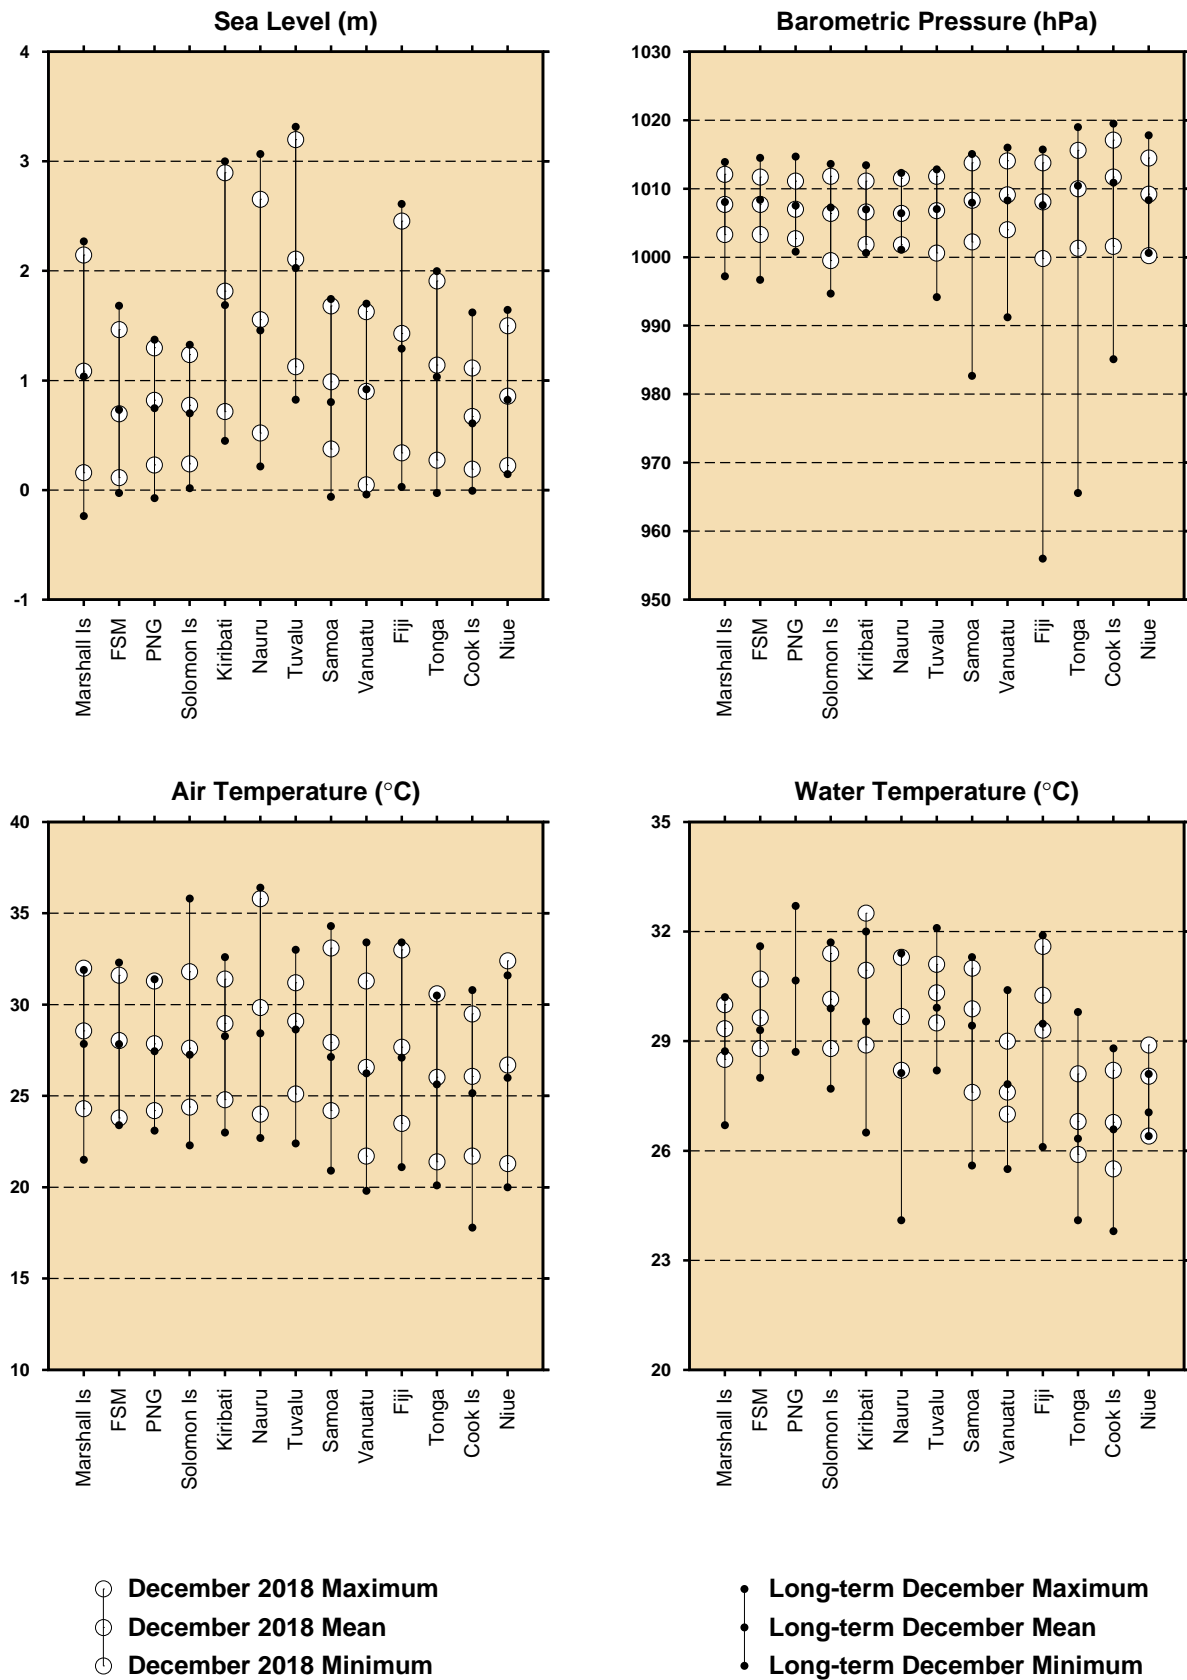 Sea Level (m)
4
3
2
1
0
-1
Marshall Is
FSM
PNG
Solomon Is
Kiribati
Nauru
Tuvalu
Samoa
Vanuatu
Fiji
Tonga
Cook Is
Niue
Barometric Pressure (hPa)
1030
1020
1010
1000
990
980
970
960
950
Marshall Is
FSM
PNG
Solomon Is
Kiribati
Nauru
Tuvalu
Samoa
Vanuatu
Fiji
Tonga
Cook Is
Niue
Air Temperature (°C)
40
35
30
25
20
15
10
Marshall Is
FSM
PNG
Solomon Is
Kiribati
Nauru
Tuvalu
Samoa
Vanuatu
Fiji
Tonga
Cook Is
Niue
Water Temperature (°C)
35
32
29
26
23
20
Marshall Is
FSM
PNG
Solomon Is
Kiribati
Nauru
Tuvalu
Samoa
Vanuatu
Fiji
Tonga
Cook Is
Niue
December 2018 Maximum
December 2018 Mean
December 2018 Minimum
Long-term December Maximum
Long-term December Mean
Long-term December Minimum